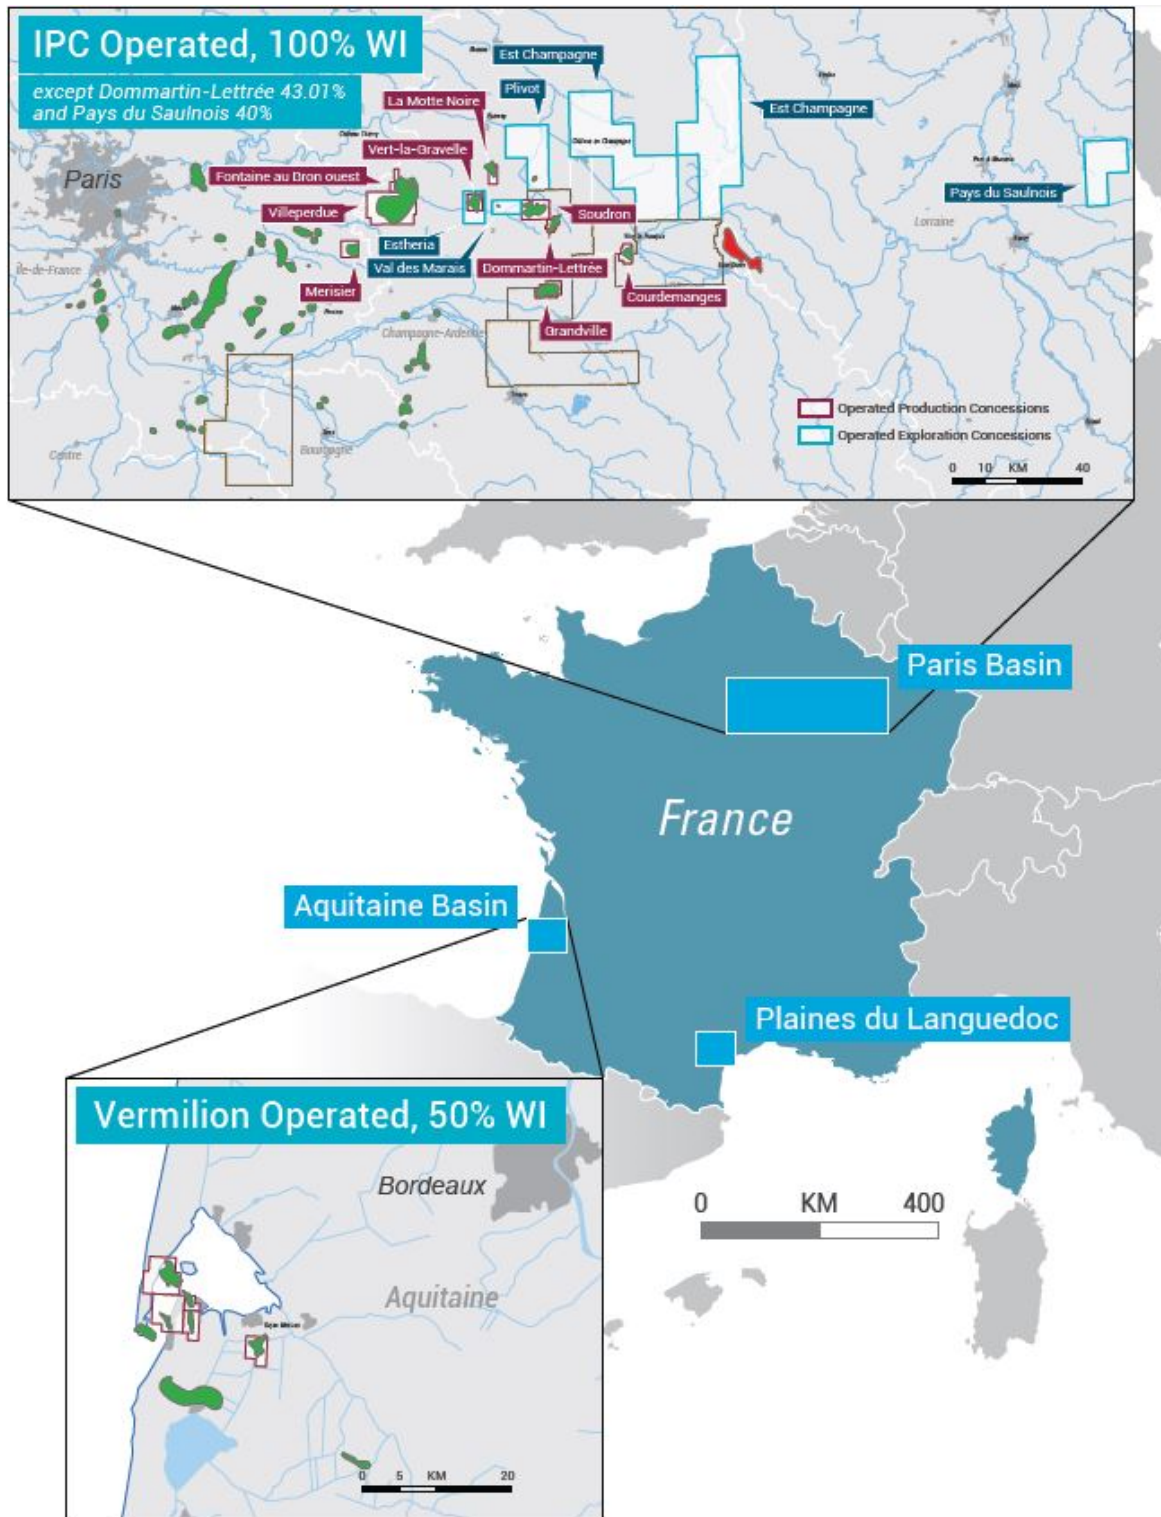 IPC Operated, 100% WI
except Dommartin-Lettrée 43.01%
and Pays du Saulnois 40%
Est Champagne
Plivot
La Motte Noire
Est Champagne
Châlons en Champagne
Vert-la-Gravelle
Paris
Fontaine au Bron ouest
Pays du Saulnois
Villeperdue
Soudron
Lorraine
Estheria
Val des Marais
Dommartin-Lettrée
Île-de-France
Merisier
Courdemanges
Champagne-Ardenne
Grandville
Operated Production Concessions
Operated Exploration Concessions
Centre
Bourgogne
0 10 KM 40
Paris Basin
France
Aquitaine Basin
Plaines du Languedoc
Vermilion Operated, 50% WI
Bordeaux
0 KM 400
Aquitaine
0 5 KM 20